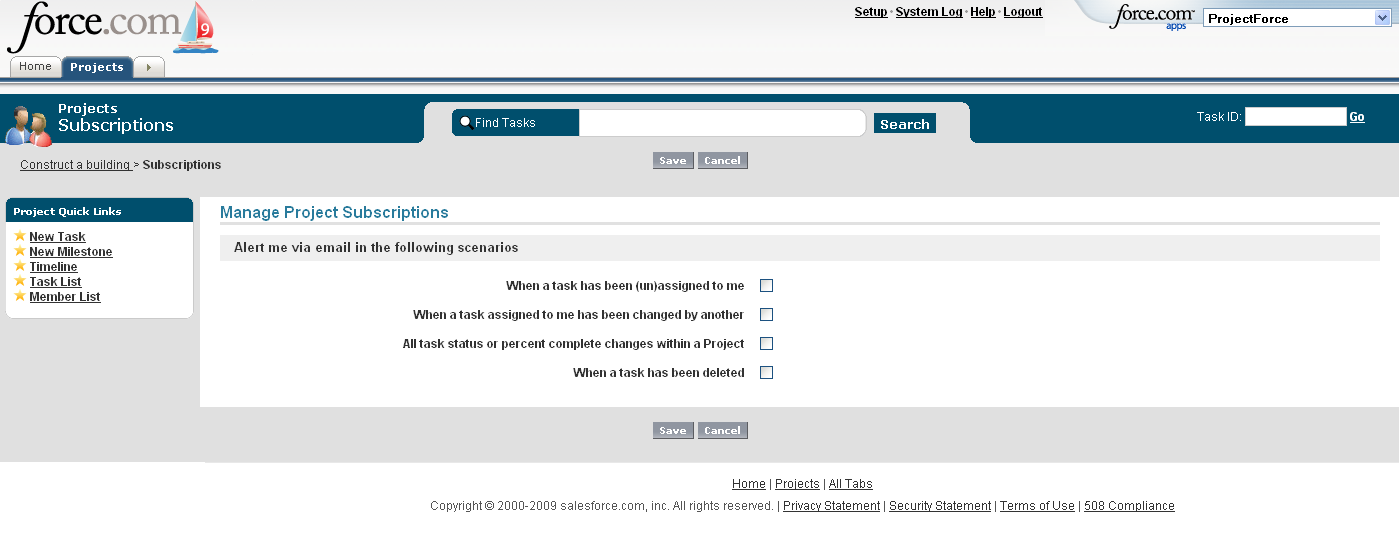 force.com 9
Setup · System Log · Help · Logout
force.com™ apps
ProjectForce
Home Projects
Projects
Subscriptions
Find Tasks
Search
Task ID: Go
Construct a building > Subscriptions
Save Cancel
Project Quick Links
New Task
New Milestone
Timeline
Task List
Member List
Manage Project Subscriptions
Alert me via email in the following scenarios
When a task has been (un)assigned to me
When a task assigned to me has been changed by another
All task status or percent complete changes within a Project
When a task has been deleted
Save Cancel
Home | Projects | All Tabs
Copyright © 2000-2009 salesforce.com, inc. All rights reserved. | Privacy Statement | Security Statement | Terms of Use | 508 Compliance